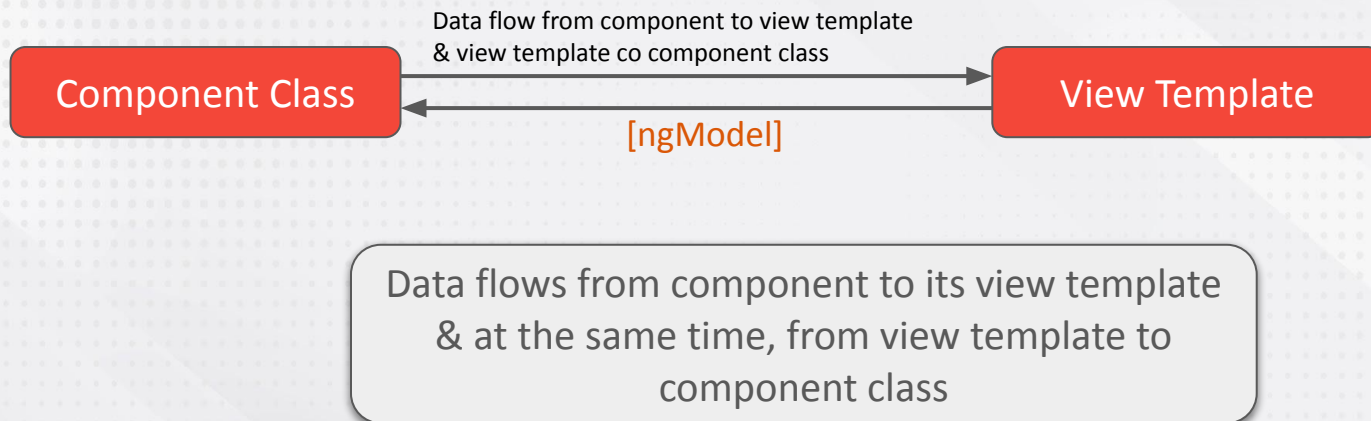 Data flow from component to view template
& view template co component class
Component Class
View Template
[ngModel]
Data flows from component to its view template
& at the same time, from view template to
component class